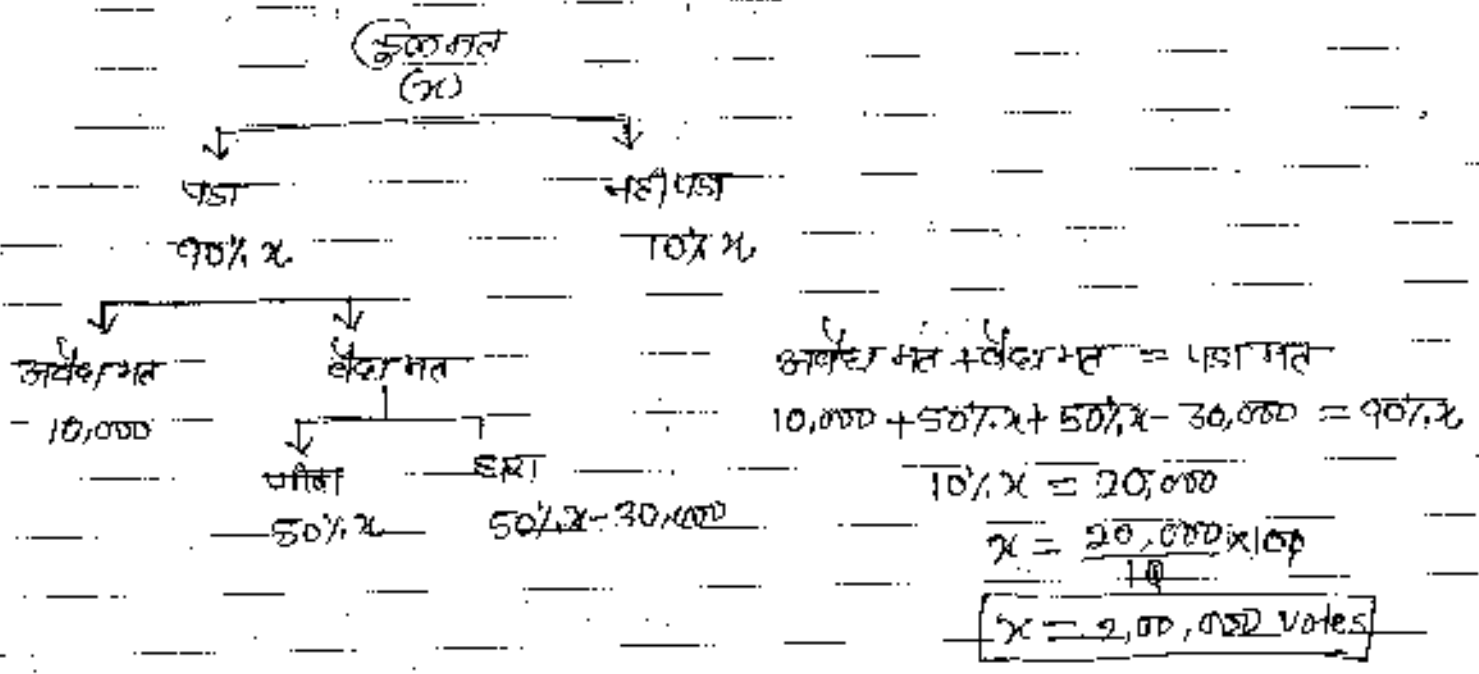 कुल मत
(x)
पडा
नहीं पडा
90% x
10% x
अवैध मत
वैध मत
10,000
जीता
हारा
50% x
50% x - 30,000
अवैध मत + वैध मत = पडा मत
10,000 + 50% x + 50% x - 30,000 = 90% x
10% x = 20,000
x = 20,000 x 100
10
x = 2,00,000 votes